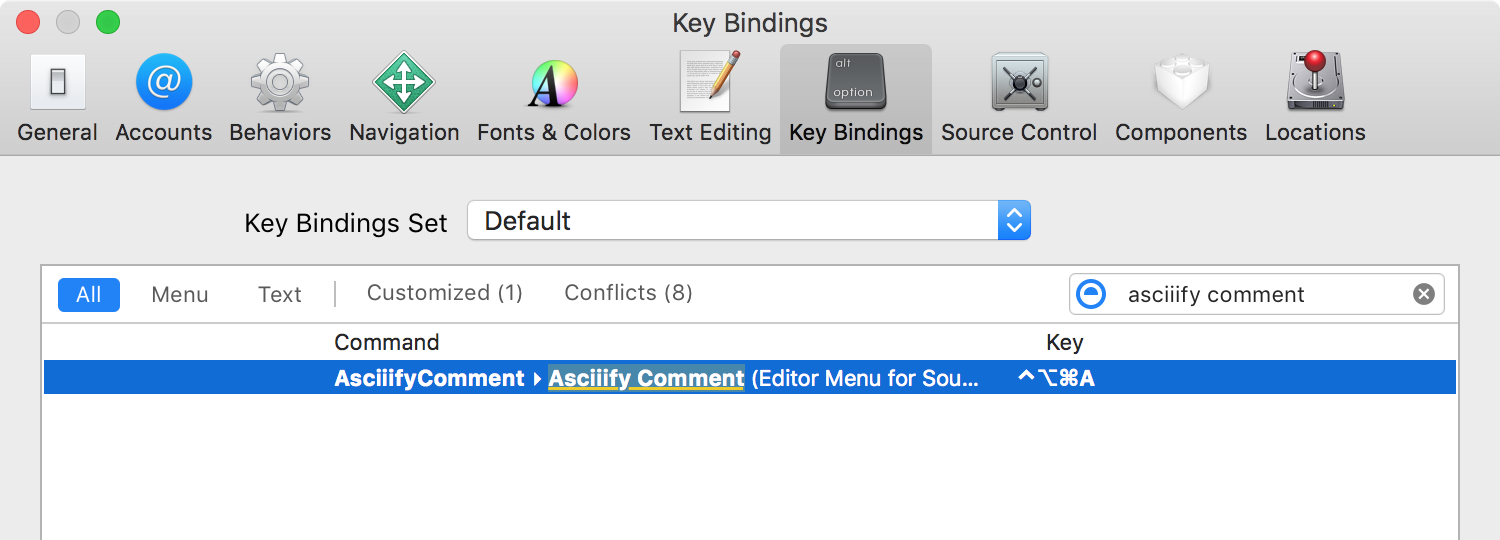 Key Bindings
alt
option
@
A
General Accounts Behaviors Navigation Fonts & Colors Text Editing Key Bindings Source Control Components Locations
Key Bindings Set Default
All Menu Text Customized (1) Conflicts (8) asciiify comment
Command Key
AsciiifyComment ▸ Asciiify Comment (Editor Menu for Sou... ⌃⌥⌘A